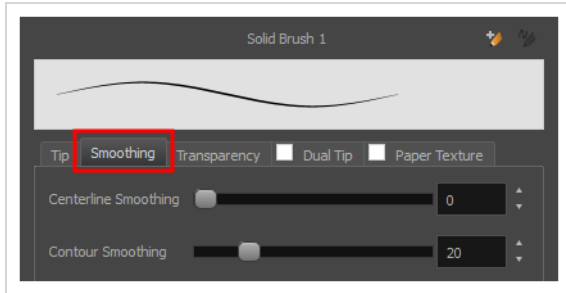 Solid Brush 1
Tip Smoothing Transparency Dual Tip Paper Texture
Centerline Smoothing 0
Contour Smoothing 20